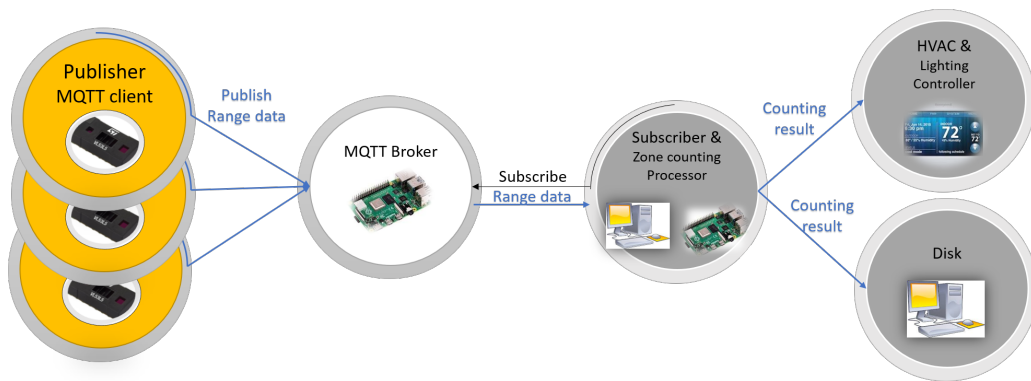 Publisher
MQTT client
Publish
Range data
MQTT Broker
Subscribe
Range data
Subscriber &
Zone counting
Processor
Counting
result
Counting
result
HVAC &
Lighting
Controller
72°
72
Disk